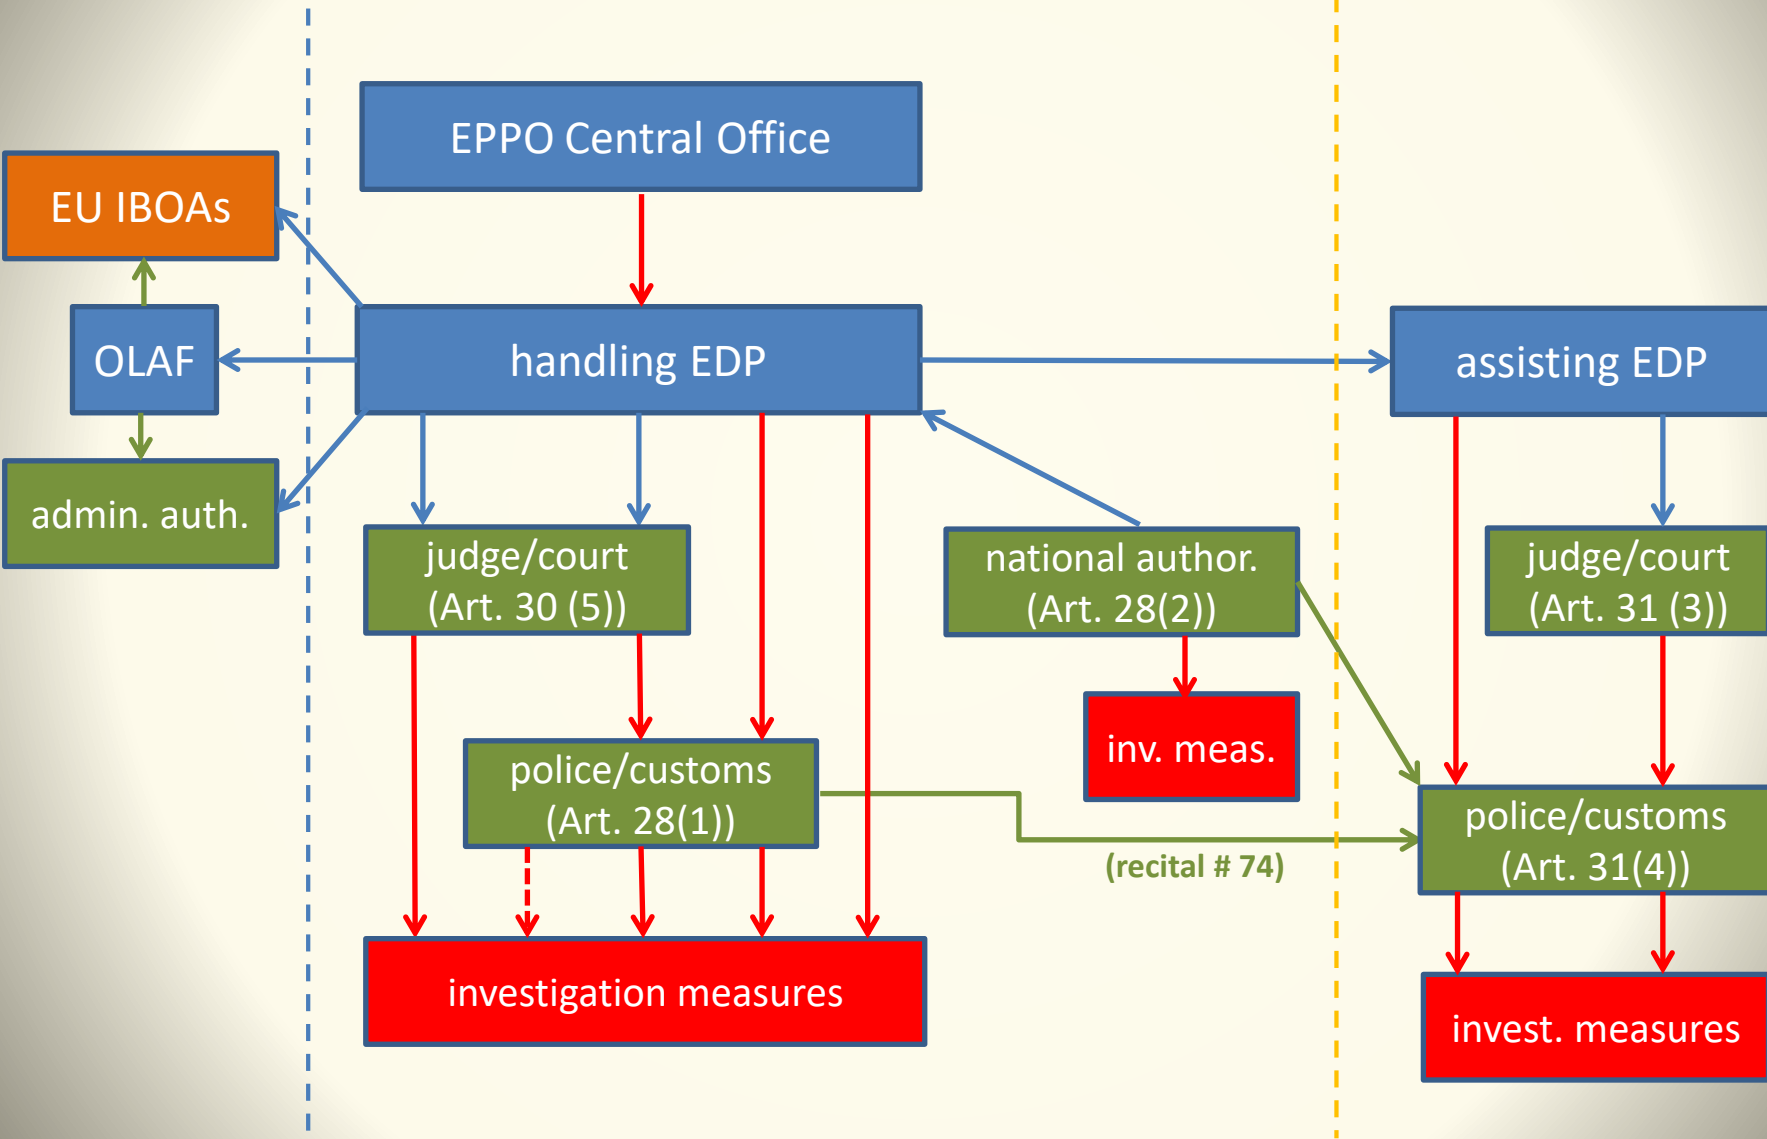 EPPO Central Office
EU IBOAs
OLAF
handling EDP
assisting EDP
admin. auth.
judge/court
(Art. 30 (5))
national author.
(Art. 28(2))
judge/court
(Art. 31 (3))
inv. meas.
police/customs
(Art. 28(1))
police/customs
(Art. 31(4))
(recital # 74)
investigation measures
invest. measures